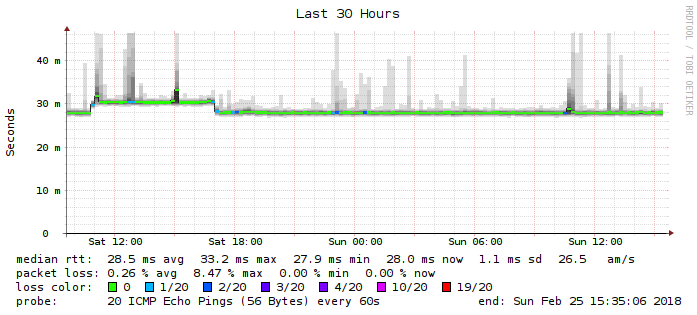 Last 30 Hours
RRDTOOL / TOBI OETIKER
Seconds
40 m
30 m
20 m
10 m
0
Sat 12:00 Sat 18:00 Sun 00:00 Sun 06:00 Sun 12:00
median rtt: 28.5 ms avg 33.2 ms max 27.9 ms min 28.0 ms now 1.1 ms sd 26.5 am/s
packet loss: 0.26 % avg 8.47 % max 0.00 % min 0.00 % now
loss color: 0 1/20 2/20 3/20 4/20 10/20 19/20
probe: 20 ICMP Echo Pings (56 Bytes) every 60s end: Sun Feb 25 15:35:06 2018